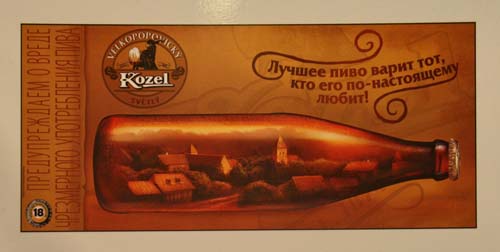 ПРЕДУПРЕЖДАЕМ О ВРЕДЕ
ЧРЕЗМЕРНОГО УПОТРЕБЛЕНИЯ ПИВА
18
VELKOPOPOVICKÝ
Kozel
SVĚTLÝ
Лучшее пиво варит тот,
кто его по-настоящему
любит!